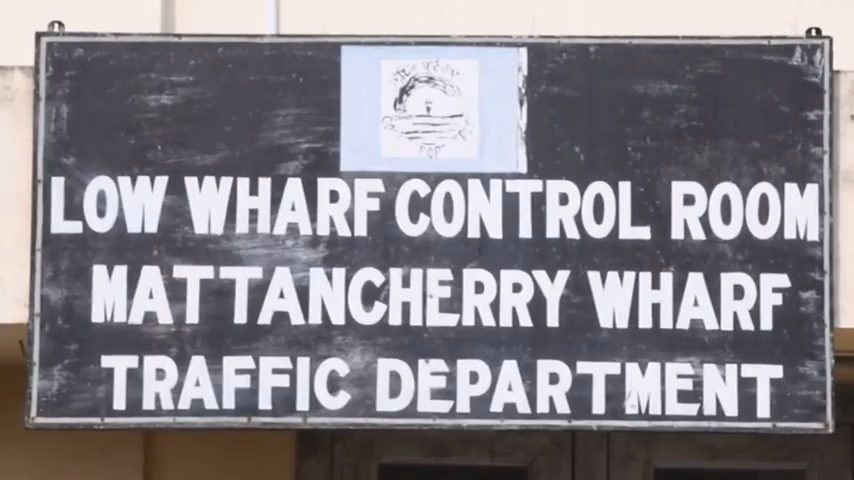 LOW WHARF CONTROL ROOM
MATTANCHERRY WHARF
TRAFFIC DEPARTMENT